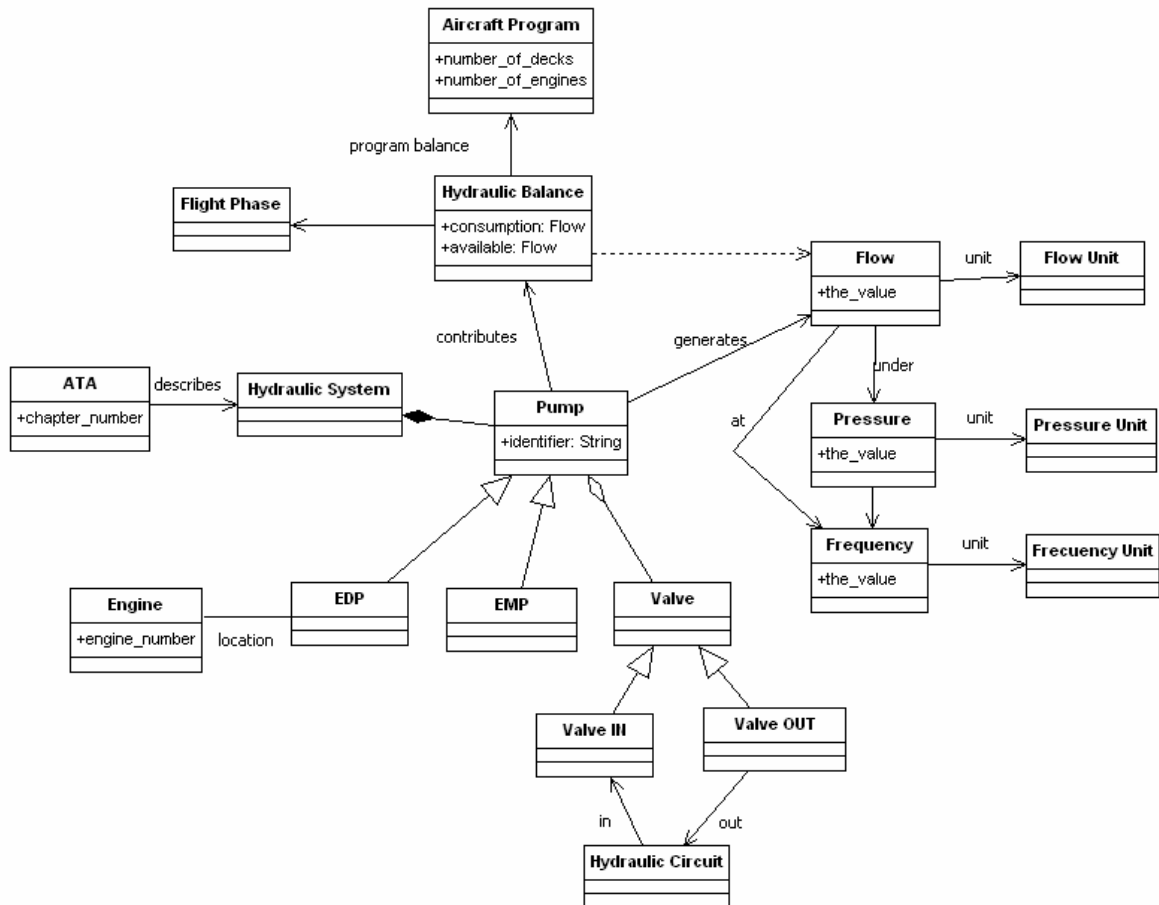 Aircraft Program
+number_of_decks
+number_of_engines
program balance
Flight Phase
Hydraulic Balance
+consumption: Flow
+available: Flow
Flow
+the_value
unit
Flow Unit
contributes
generates
under
ATA
+chapter_number
describes
Hydraulic System
Pump
+identifier: String
at
Pressure
+the_value
unit
Pressure Unit
Frequency
+the_value
unit
Frecuency Unit
Engine
+engine_number
location
EDP
EMP
Valve
Valve IN
Valve OUT
in
out
Hydraulic Circuit